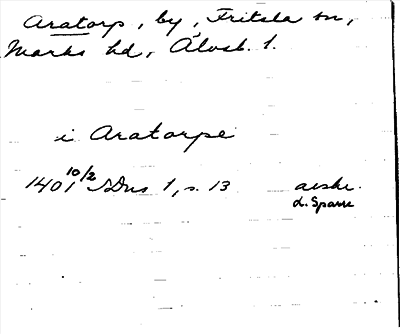 Aratorp, by, Fritsla sn,
Marks hd, Älvsb. l.
i Aratorpe
1401 10/2 SDns 1, s. 13 avskr.
L. Sparre